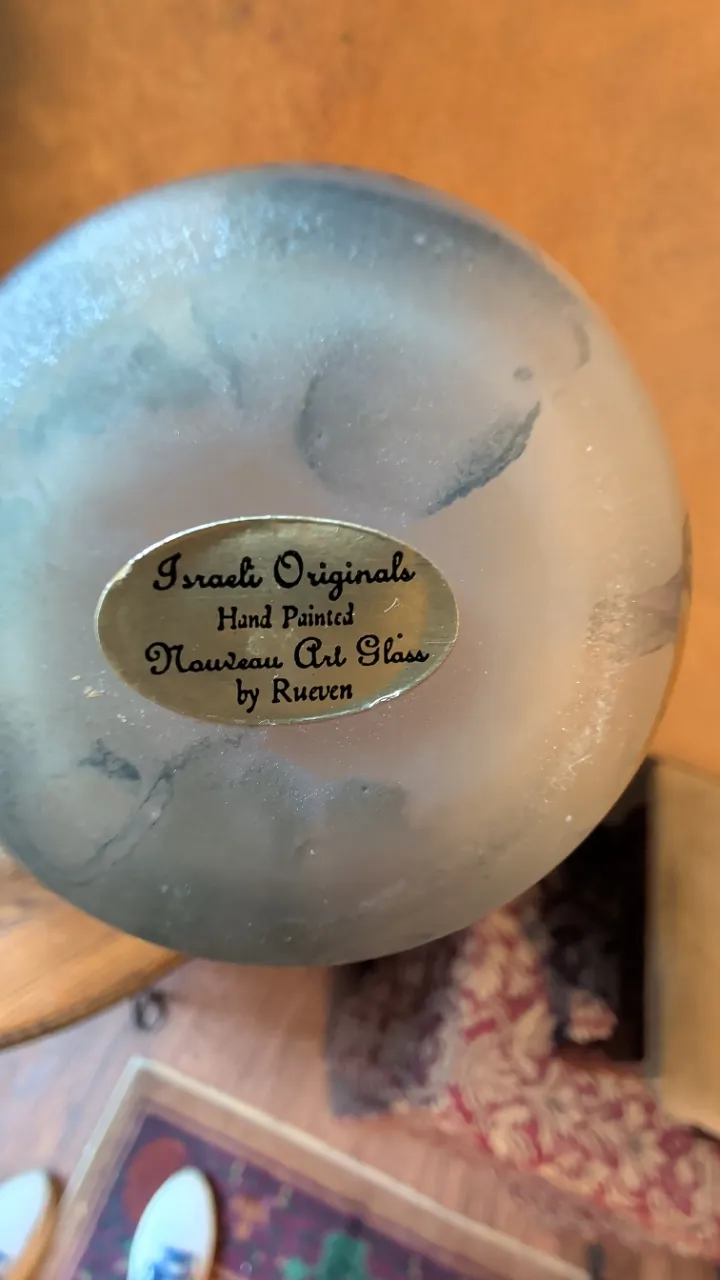 Israeli Originals
Hand Painted
Nouveau Art Glass
by Rueven